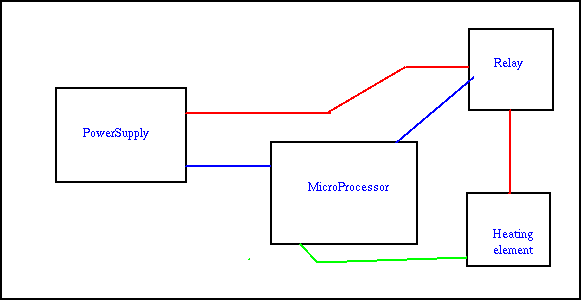 Relay
PowerSupply
MicroProcessor
Heating
element